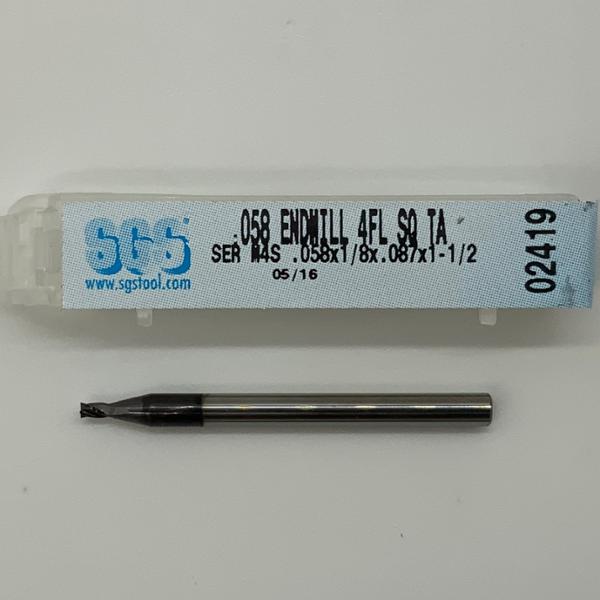 SGS
www.sgstool.com
.058 ENDMILL 4FL SQ TA
SER M4S .058x1/8x.087x1-1/2
05/16
02419